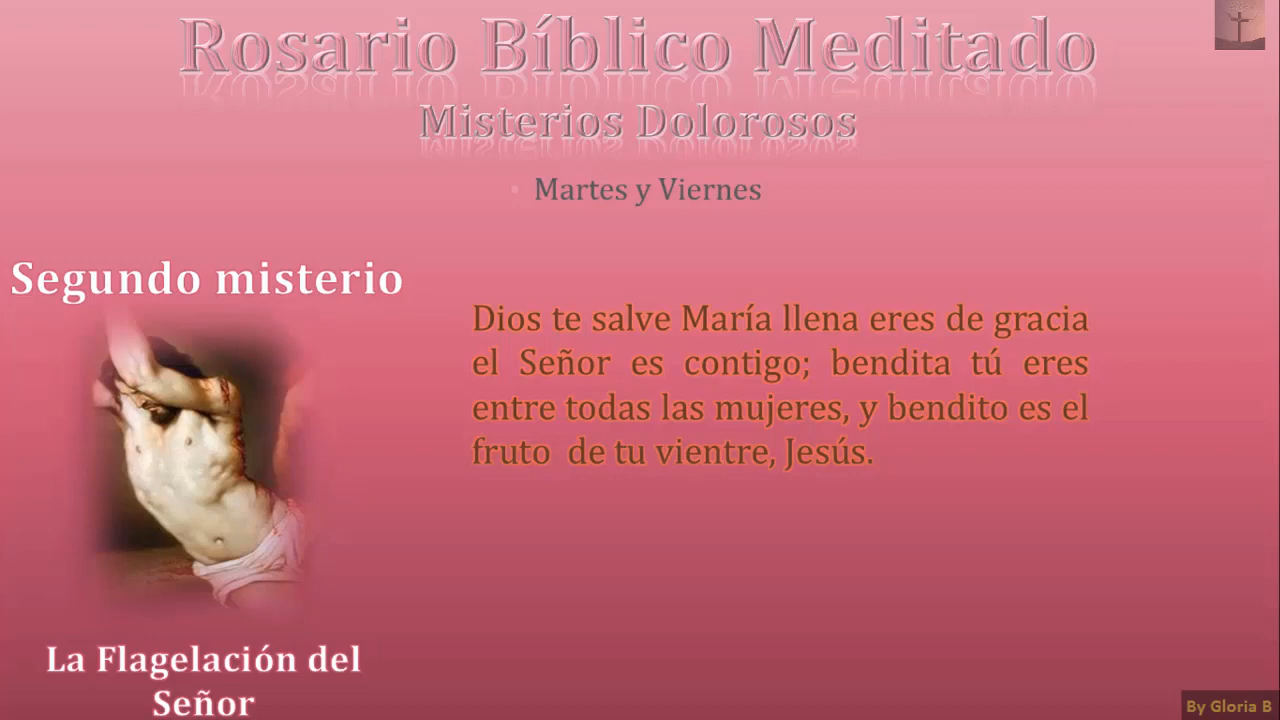 Rosario Bíblico Meditado
Misterios Dolorosos
Martes y Viernes
Segundo misterio
Dios te salve María llena eres de gracia
el Señor es contigo; bendita tú eres
entre todas las mujeres, y bendito es el
fruto de tu vientre, Jesús.
La Flagelación del
Señor
By Gloria B